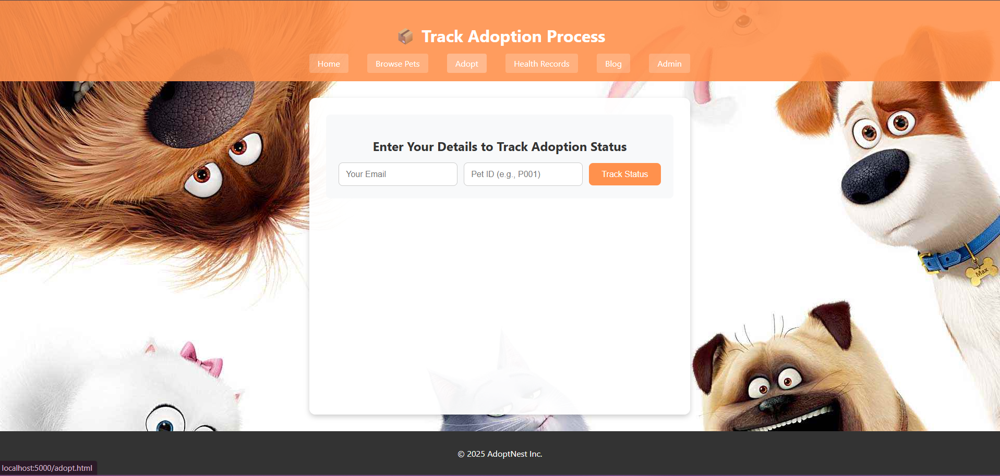 📦 Track Adoption Process
Home Browse Pets Adopt Health Records Blog Admin
Enter Your Details to Track Adoption Status
Your Email Pet ID (e.g., P001) Track Status
Max
© 2025 AdoptNest Inc.
localhost:5000/adopt.html